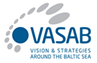 VASAB
VISION & STRATEGIES
AROUND THE BALTIC SEA